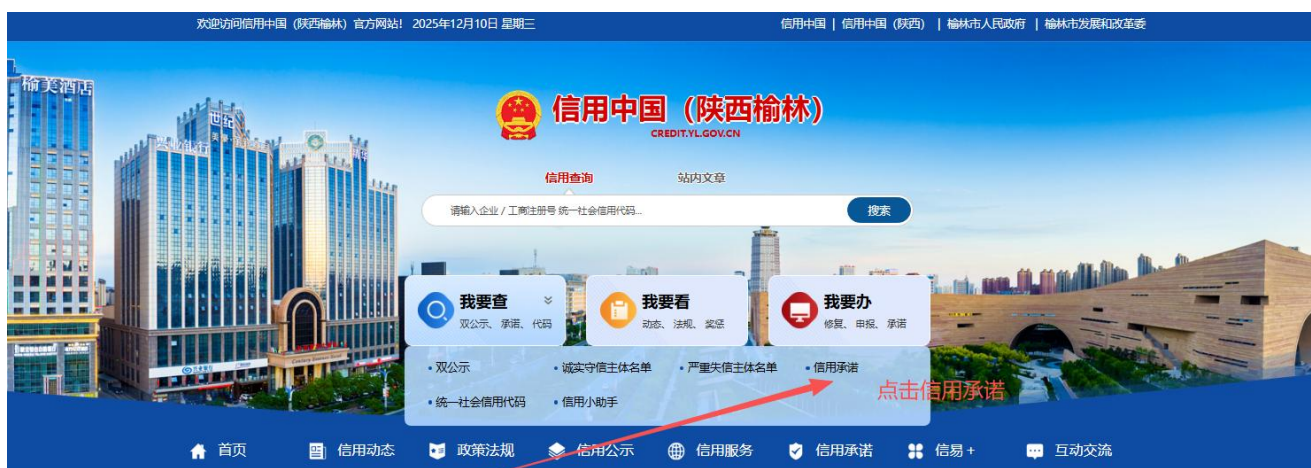 欢迎访问信用中国（陕西榆林）官方网站！ 2025年12月10日 星期三
信用中国 | 信用中国（陕西） | 榆林市人民政府 | 榆林市发展和改革委
榆美酒店
世纪
信用中国（陕西榆林）
CREDIT.YL.GOV.CN
信用查询 站内文章
请输入企业 / 工商注册号 统一社会信用代码...
搜索
我要查
双公示、承诺、代码
我要看
动态、法规、奖惩
我要办
修复、申报、承诺
双公示 诚实守信主体名单 严重失信主体名单 信用承诺
统一社会信用代码 信用小助手
点击信用承诺
首页 信用动态 政策法规 信用公示 信用服务 信用承诺 信易+ 互动交流